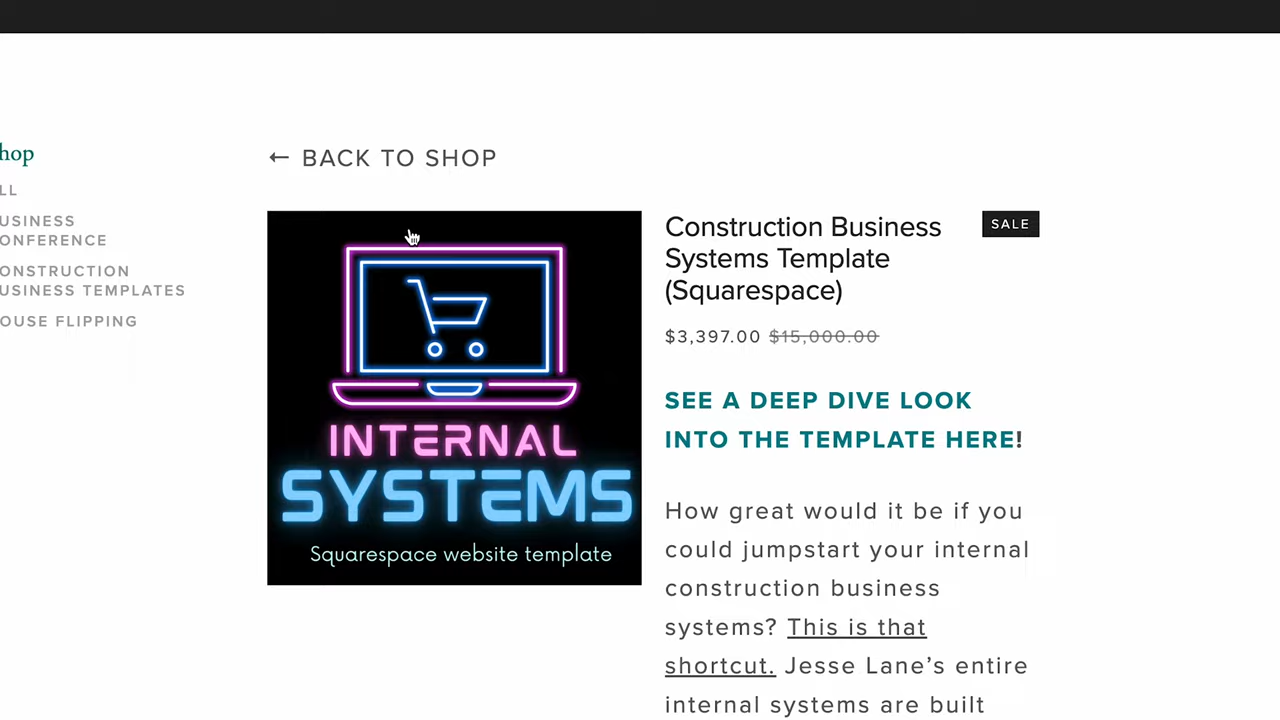 hop
LL
USINESS
ONFERENCE
ONSTRUCTION
USINESS TEMPLATES
OUSE FLIPPING
← BACK TO SHOP
INTERNAL
SYSTEMS
Squarespace website template
Construction Business
Systems Template
(Squarespace)
SALE
$3,397.00 $15,000.00
SEE A DEEP DIVE LOOK
INTO THE TEMPLATE HERE!
How great would it be if you
could jumpstart your internal
construction business
systems? This is that
shortcut. Jesse Lane’s entire
internal systems are built